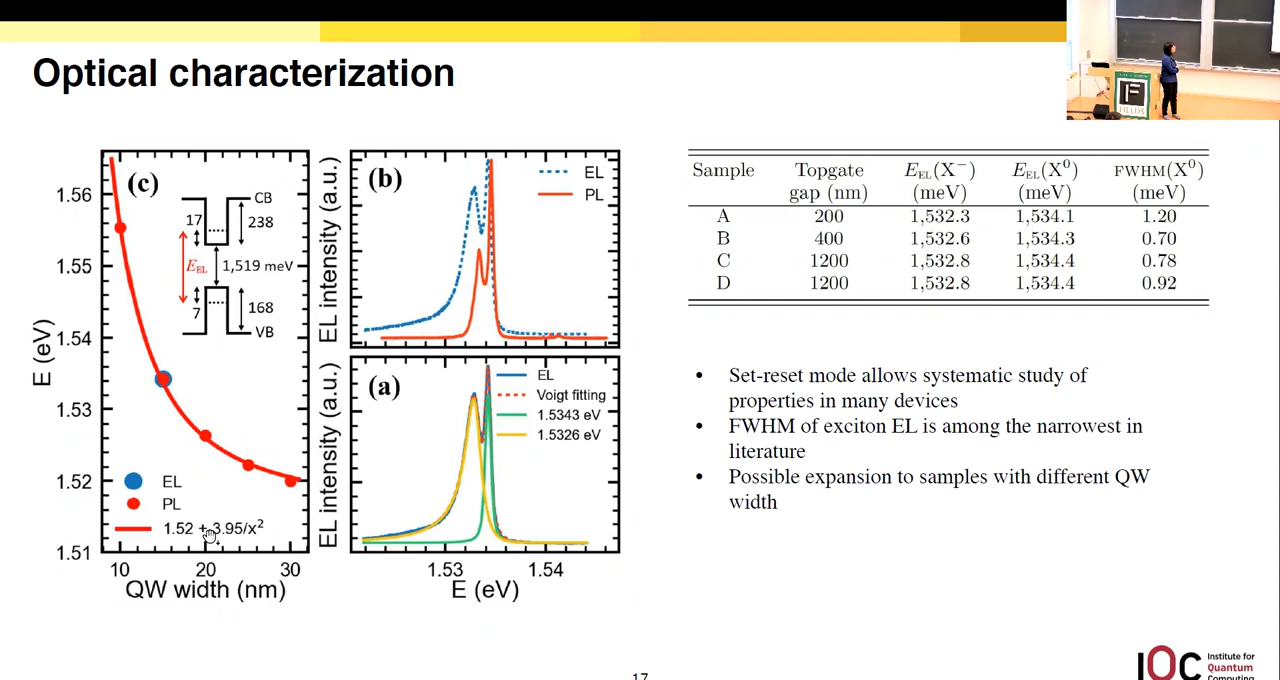 Optical characterization
FIELDS
(c)
CB
17
238
E_EL
1,519 meV
7
168
VB
1.56
1.55
1.54
1.53
1.52
1.51
E (eV)
EL
PL
1.52 + 3.95/x²
10 20 30
QW width (nm)
(b)
EL
PL
EL intensity (a.u.)
(a)
EL
Voigt fitting
1.5343 eV
1.5326 eV
EL intensity (a.u.)
1.53 1.54
E (eV)
Sample Topgate E_EL(X⁻) E_EL(X⁰) FWHM(X⁰)
gap (nm) (meV) (meV) (meV)
A 200 1,532.3 1,534.1 1.20
B 400 1,532.6 1,534.3 0.70
C 1200 1,532.8 1,534.4 0.78
D 1200 1,532.8 1,534.4 0.92
• Set-reset mode allows systematic study of
properties in many devices
• FWHM of exciton EL is among the narrowest in
literature
• Possible expansion to samples with different QW
width
17
IQC
Institute for
Quantum
Computing